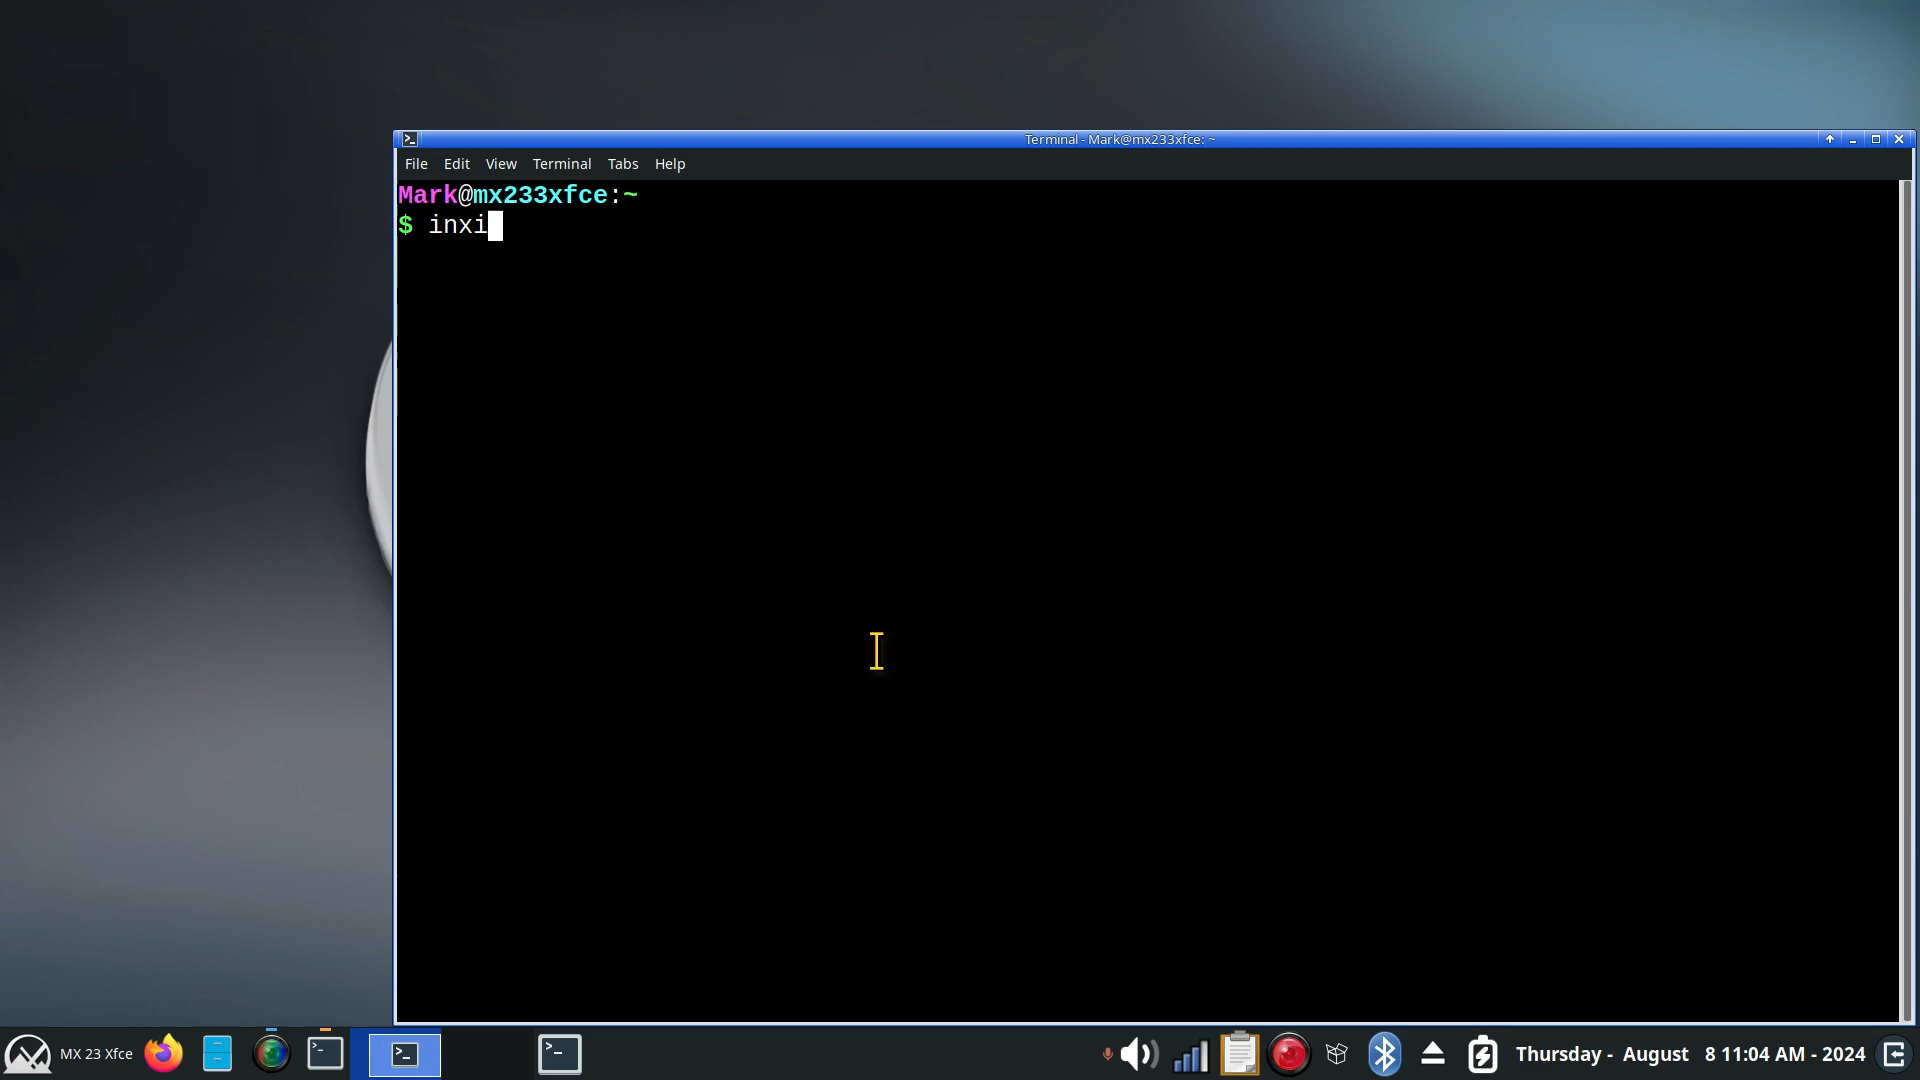 Terminal - Mark@mx233xfce: ~
File Edit View Terminal Tabs Help
Mark@mx233xfce:~
$ inxi
MX 23 Xfce
Thursday - August 8 11:04 AM - 2024